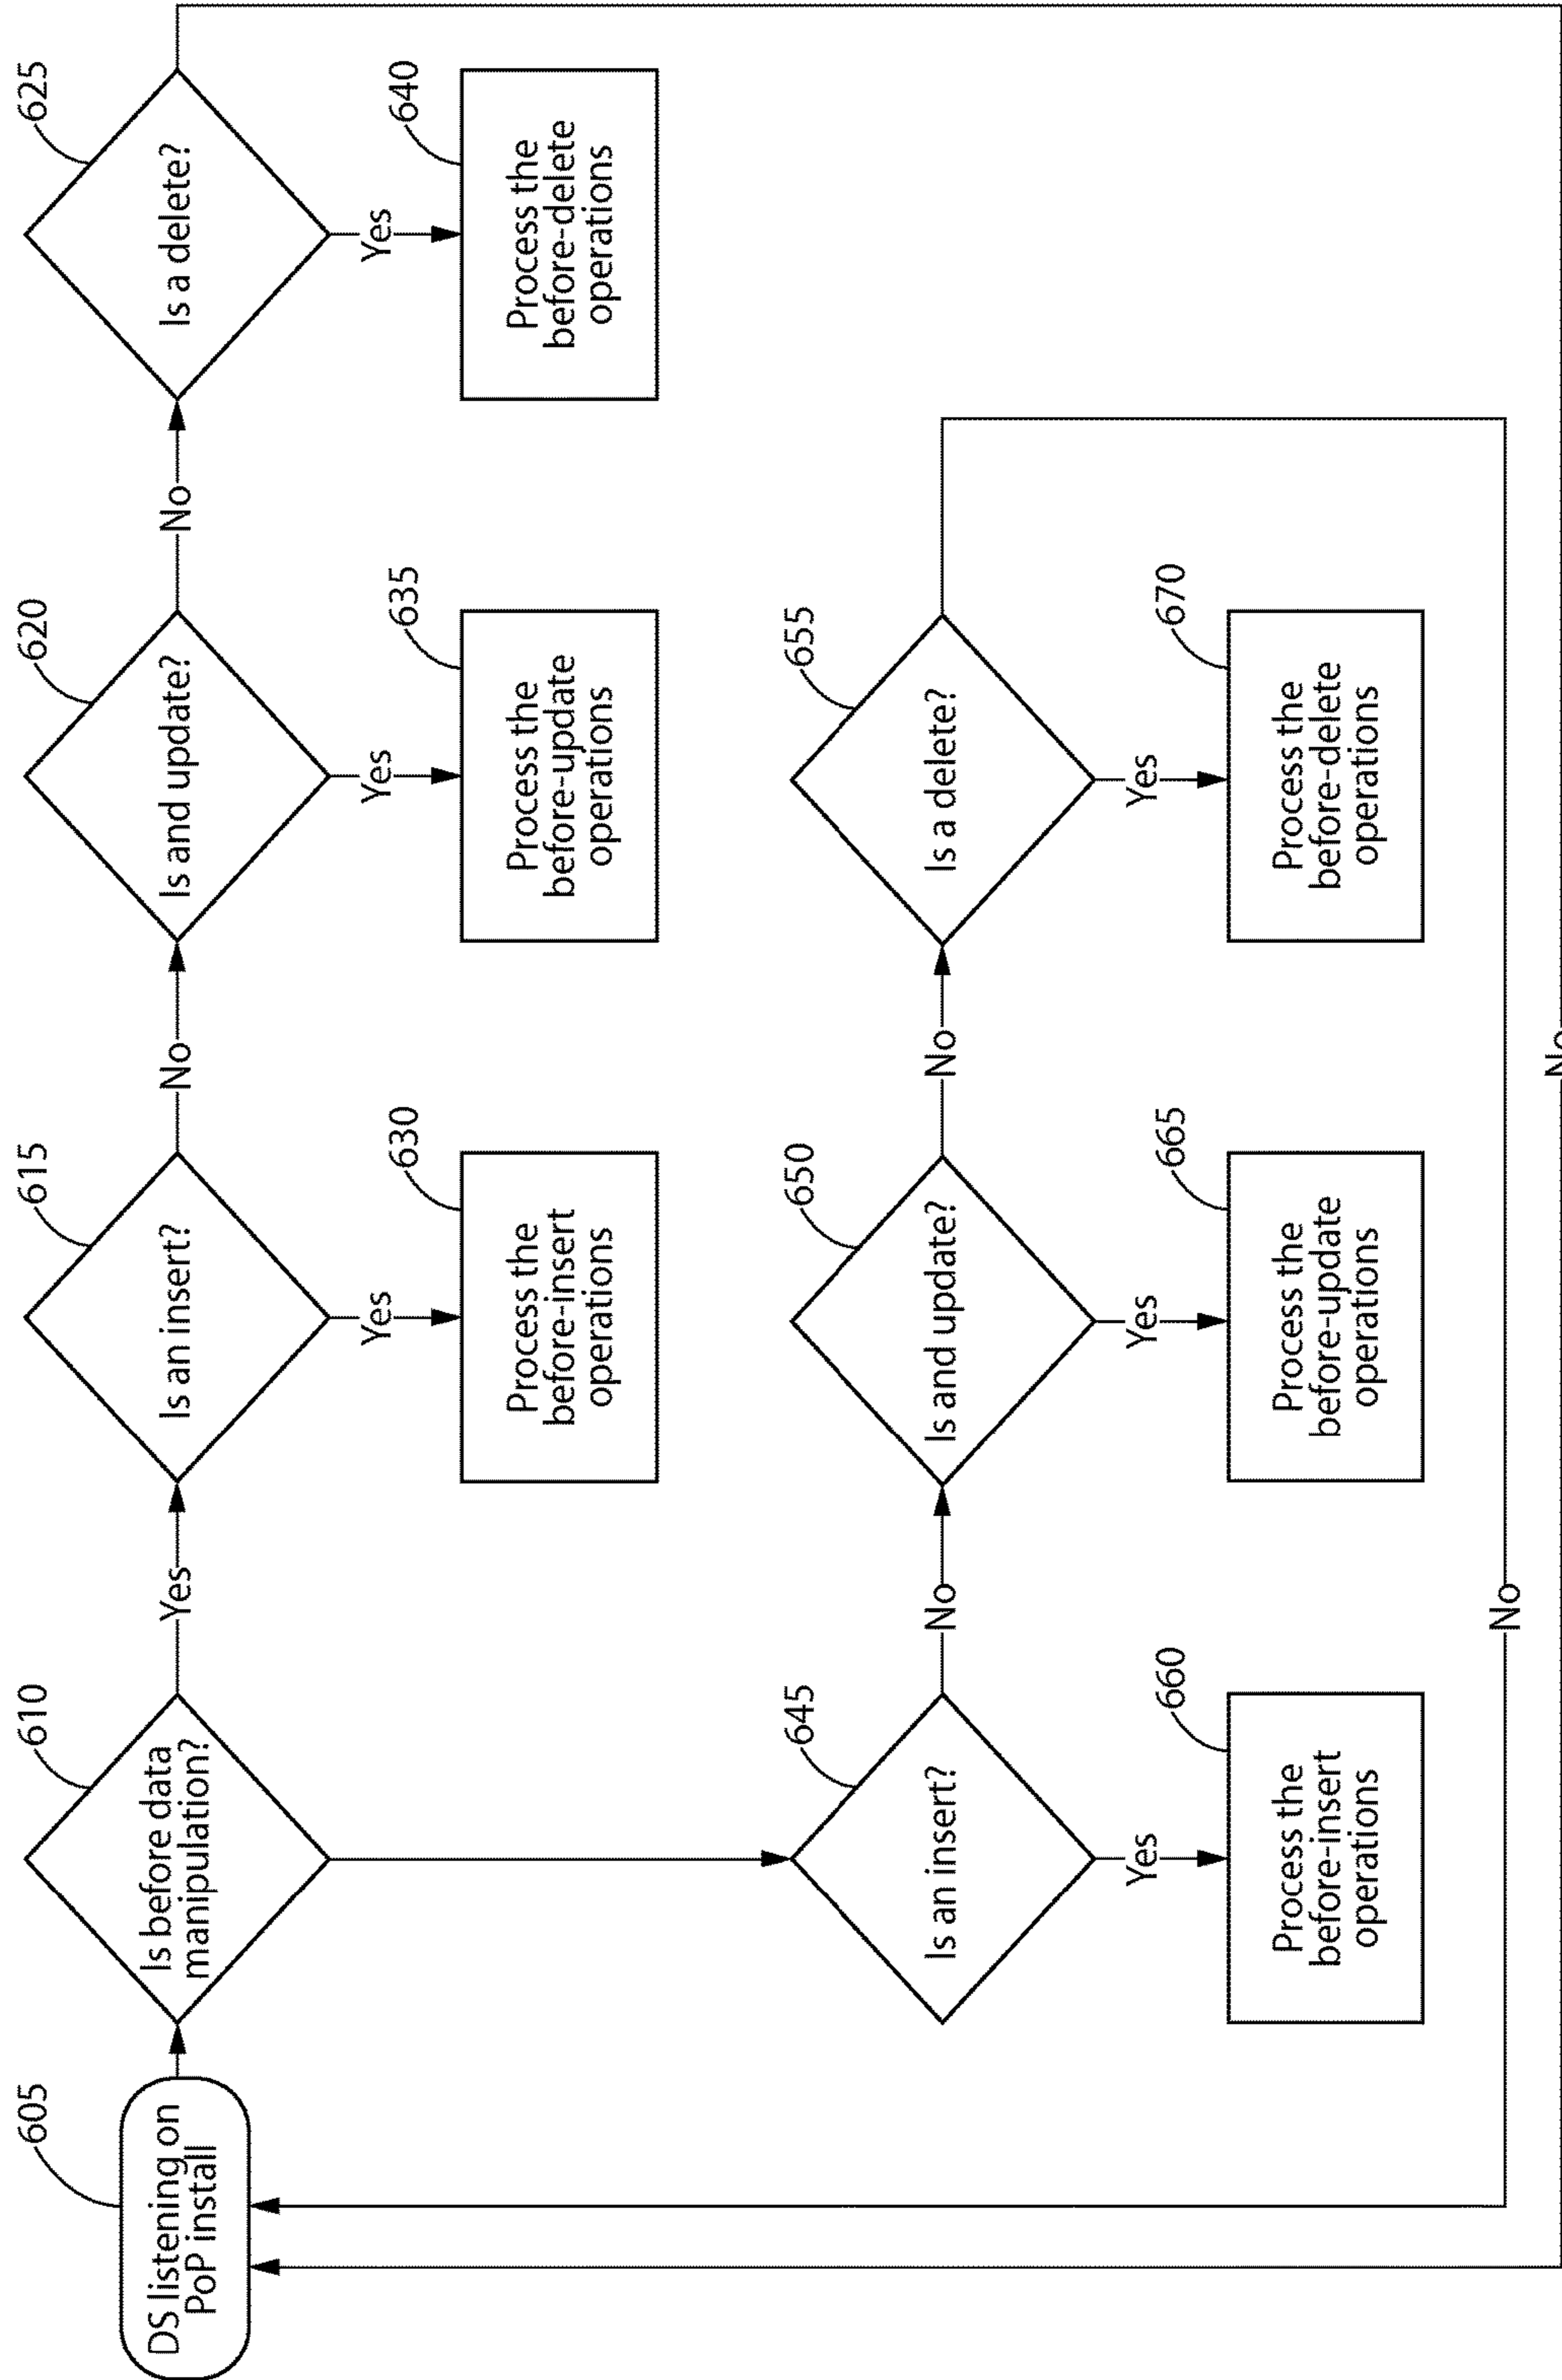 605
DS listening on
PoP install
610
Is before data
manipulation?
Yes
615
Is an insert?
No
620
Is and update?
No
625
Is a delete?
Yes
630
Process the
before-insert
operations
Yes
635
Process the
before-update
operations
Yes
640
Process the
before-delete
operations
645
Is an insert?
No
650
Is and update?
No
655
Is a delete?
Yes
660
Process the
before-insert
operations
Yes
665
Process the
before-update
operations
Yes
670
Process the
before-delete
operations
No
No